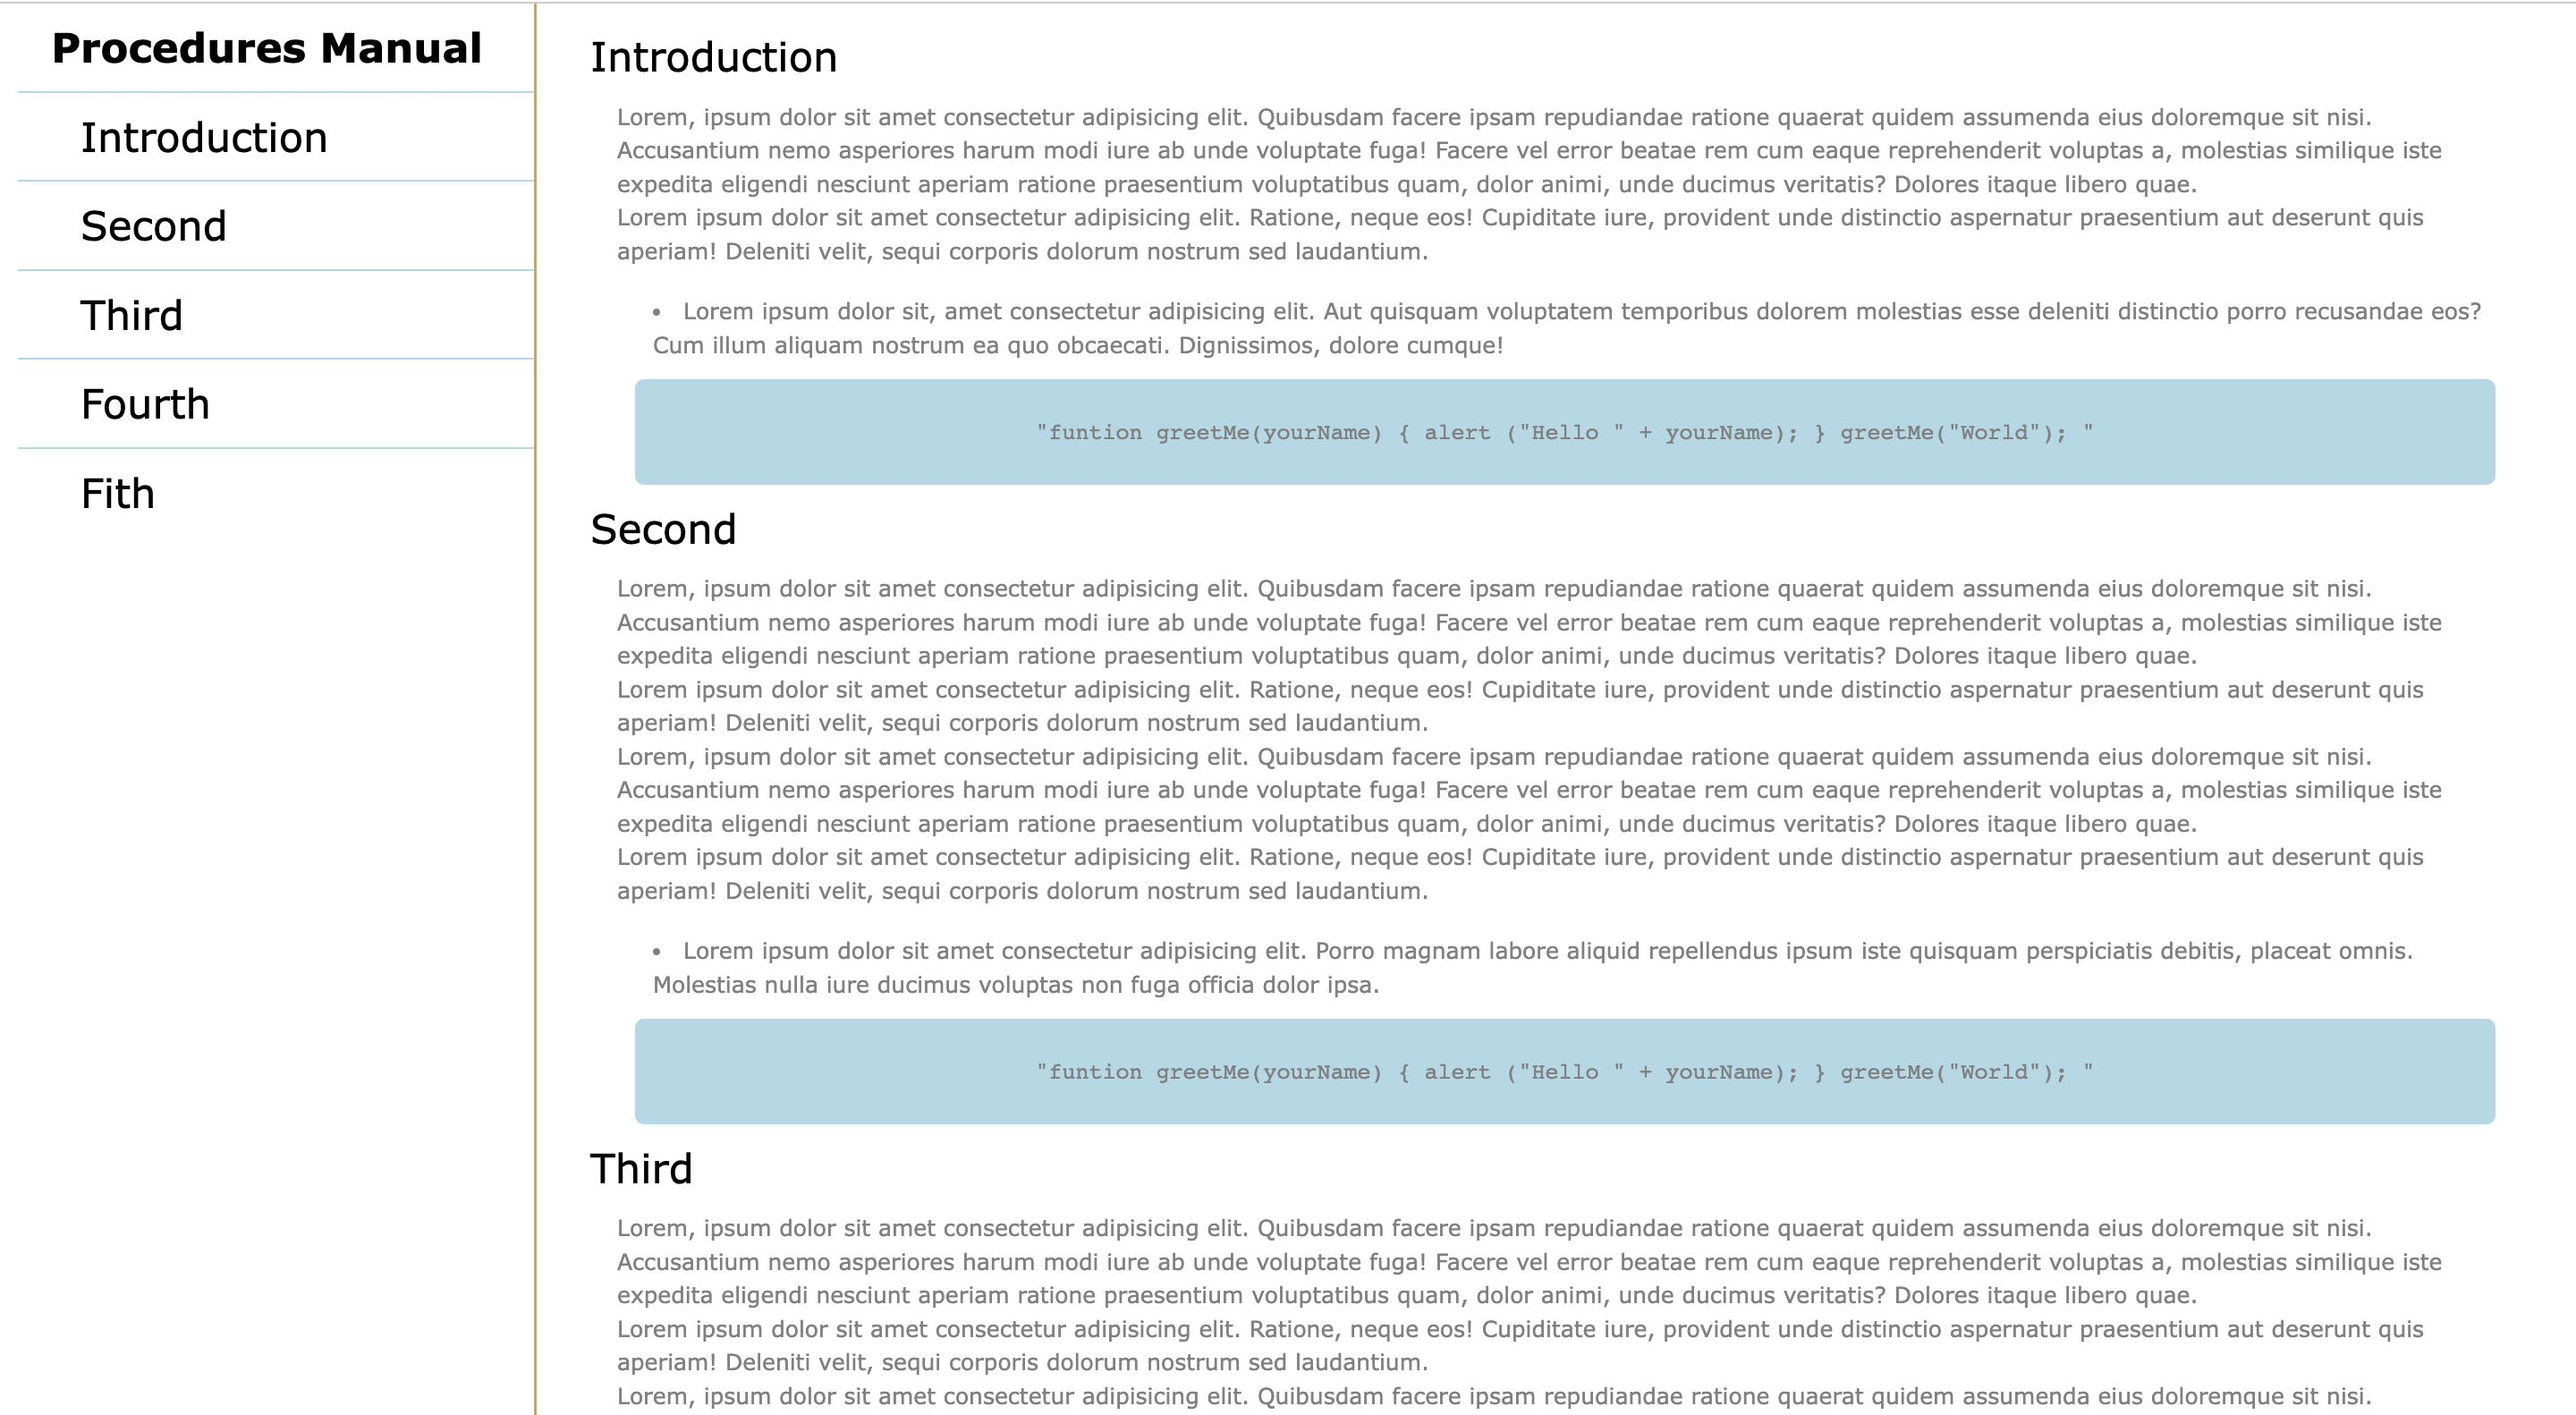 Procedures Manual
Introduction
Second
Third
Fourth
Fith
Introduction
Lorem, ipsum dolor sit amet consectetur adipisicing elit. Quibusdam facere ipsam repudiandae ratione quaerat quidem assumenda eius doloremque sit nisi.
Accusantium nemo asperiores harum modi iure ab unde voluptate fuga! Facere vel error beatae rem cum eaque reprehenderit voluptas a, molestias similique iste
expedita eligendi nesciunt aperiam ratione praesentium voluptatibus quam, dolor animi, unde ducimus veritatis? Dolores itaque libero quae.
Lorem ipsum dolor sit amet consectetur adipisicing elit. Ratione, neque eos! Cupiditate iure, provident unde distinctio aspernatur praesentium aut deserunt quis
aperiam! Deleniti velit, sequi corporis dolorum nostrum sed laudantium.
• Lorem ipsum dolor sit, amet consectetur adipisicing elit. Aut quisquam voluptatem temporibus dolorem molestias esse deleniti distinctio porro recusandae eos?
Cum illum aliquam nostrum ea quo obcaecati. Dignissimos, dolore cumque!
"funtion greetMe(yourName) { alert ("Hello " + yourName); } greetMe("World"); "
Second
Lorem, ipsum dolor sit amet consectetur adipisicing elit. Quibusdam facere ipsam repudiandae ratione quaerat quidem assumenda eius doloremque sit nisi.
Accusantium nemo asperiores harum modi iure ab unde voluptate fuga! Facere vel error beatae rem cum eaque reprehenderit voluptas a, molestias similique iste
expedita eligendi nesciunt aperiam ratione praesentium voluptatibus quam, dolor animi, unde ducimus veritatis? Dolores itaque libero quae.
Lorem ipsum dolor sit amet consectetur adipisicing elit. Ratione, neque eos! Cupiditate iure, provident unde distinctio aspernatur praesentium aut deserunt quis
aperiam! Deleniti velit, sequi corporis dolorum nostrum sed laudantium.
Lorem, ipsum dolor sit amet consectetur adipisicing elit. Quibusdam facere ipsam repudiandae ratione quaerat quidem assumenda eius doloremque sit nisi.
Accusantium nemo asperiores harum modi iure ab unde voluptate fuga! Facere vel error beatae rem cum eaque reprehenderit voluptas a, molestias similique iste
expedita eligendi nesciunt aperiam ratione praesentium voluptatibus quam, dolor animi, unde ducimus veritatis? Dolores itaque libero quae.
Lorem ipsum dolor sit amet consectetur adipisicing elit. Ratione, neque eos! Cupiditate iure, provident unde distinctio aspernatur praesentium aut deserunt quis
aperiam! Deleniti velit, sequi corporis dolorum nostrum sed laudantium.
• Lorem ipsum dolor sit amet consectetur adipisicing elit. Porro magnam labore aliquid repellendus ipsum iste quisquam perspiciatis debitis, placeat omnis.
Molestias nulla iure ducimus voluptas non fuga officia dolor ipsa.
"funtion greetMe(yourName) { alert ("Hello " + yourName); } greetMe("World"); "
Third
Lorem, ipsum dolor sit amet consectetur adipisicing elit. Quibusdam facere ipsam repudiandae ratione quaerat quidem assumenda eius doloremque sit nisi.
Accusantium nemo asperiores harum modi iure ab unde voluptate fuga! Facere vel error beatae rem cum eaque reprehenderit voluptas a, molestias similique iste
expedita eligendi nesciunt aperiam ratione praesentium voluptatibus quam, dolor animi, unde ducimus veritatis? Dolores itaque libero quae.
Lorem ipsum dolor sit amet consectetur adipisicing elit. Ratione, neque eos! Cupiditate iure, provident unde distinctio aspernatur praesentium aut deserunt quis
aperiam! Deleniti velit, sequi corporis dolorum nostrum sed laudantium.
Lorem, ipsum dolor sit amet consectetur adipisicing elit. Quibusdam facere ipsam repudiandae ratione quaerat quidem assumenda eius doloremque sit nisi.